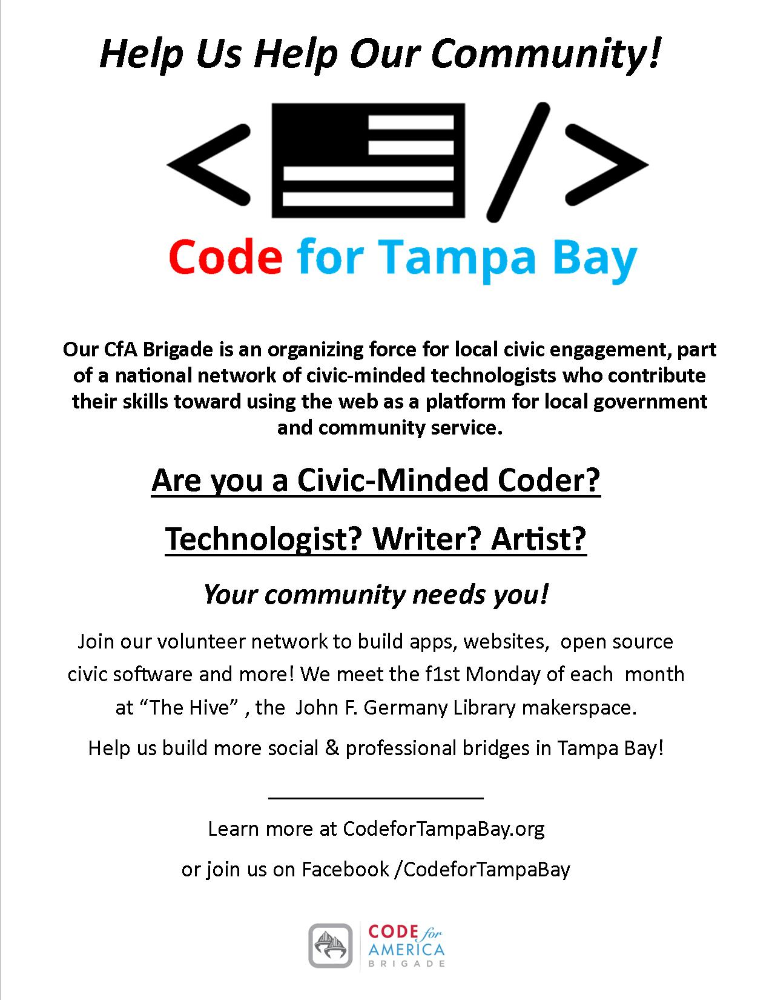 Help Us Help Our Community!
Code for Tampa Bay
Our CfA Brigade is an organizing force for local civic engagement, part
of a national network of civic-minded technologists who contribute
their skills toward using the web as a platform for local government
and community service.
Are you a Civic-Minded Coder?
Technologist? Writer? Artist?
Your community needs you!
Join our volunteer network to build apps, websites,  open source
civic software and more! We meet the f1st Monday of each  month
at “The Hive” , the  John F. Germany Library makerspace.
Help us build more social & professional bridges in Tampa Bay!
Learn more at CodeforTampaBay.org
or join us on Facebook /CodeforTampaBay
CODE for
AMERICA
BRIGADE